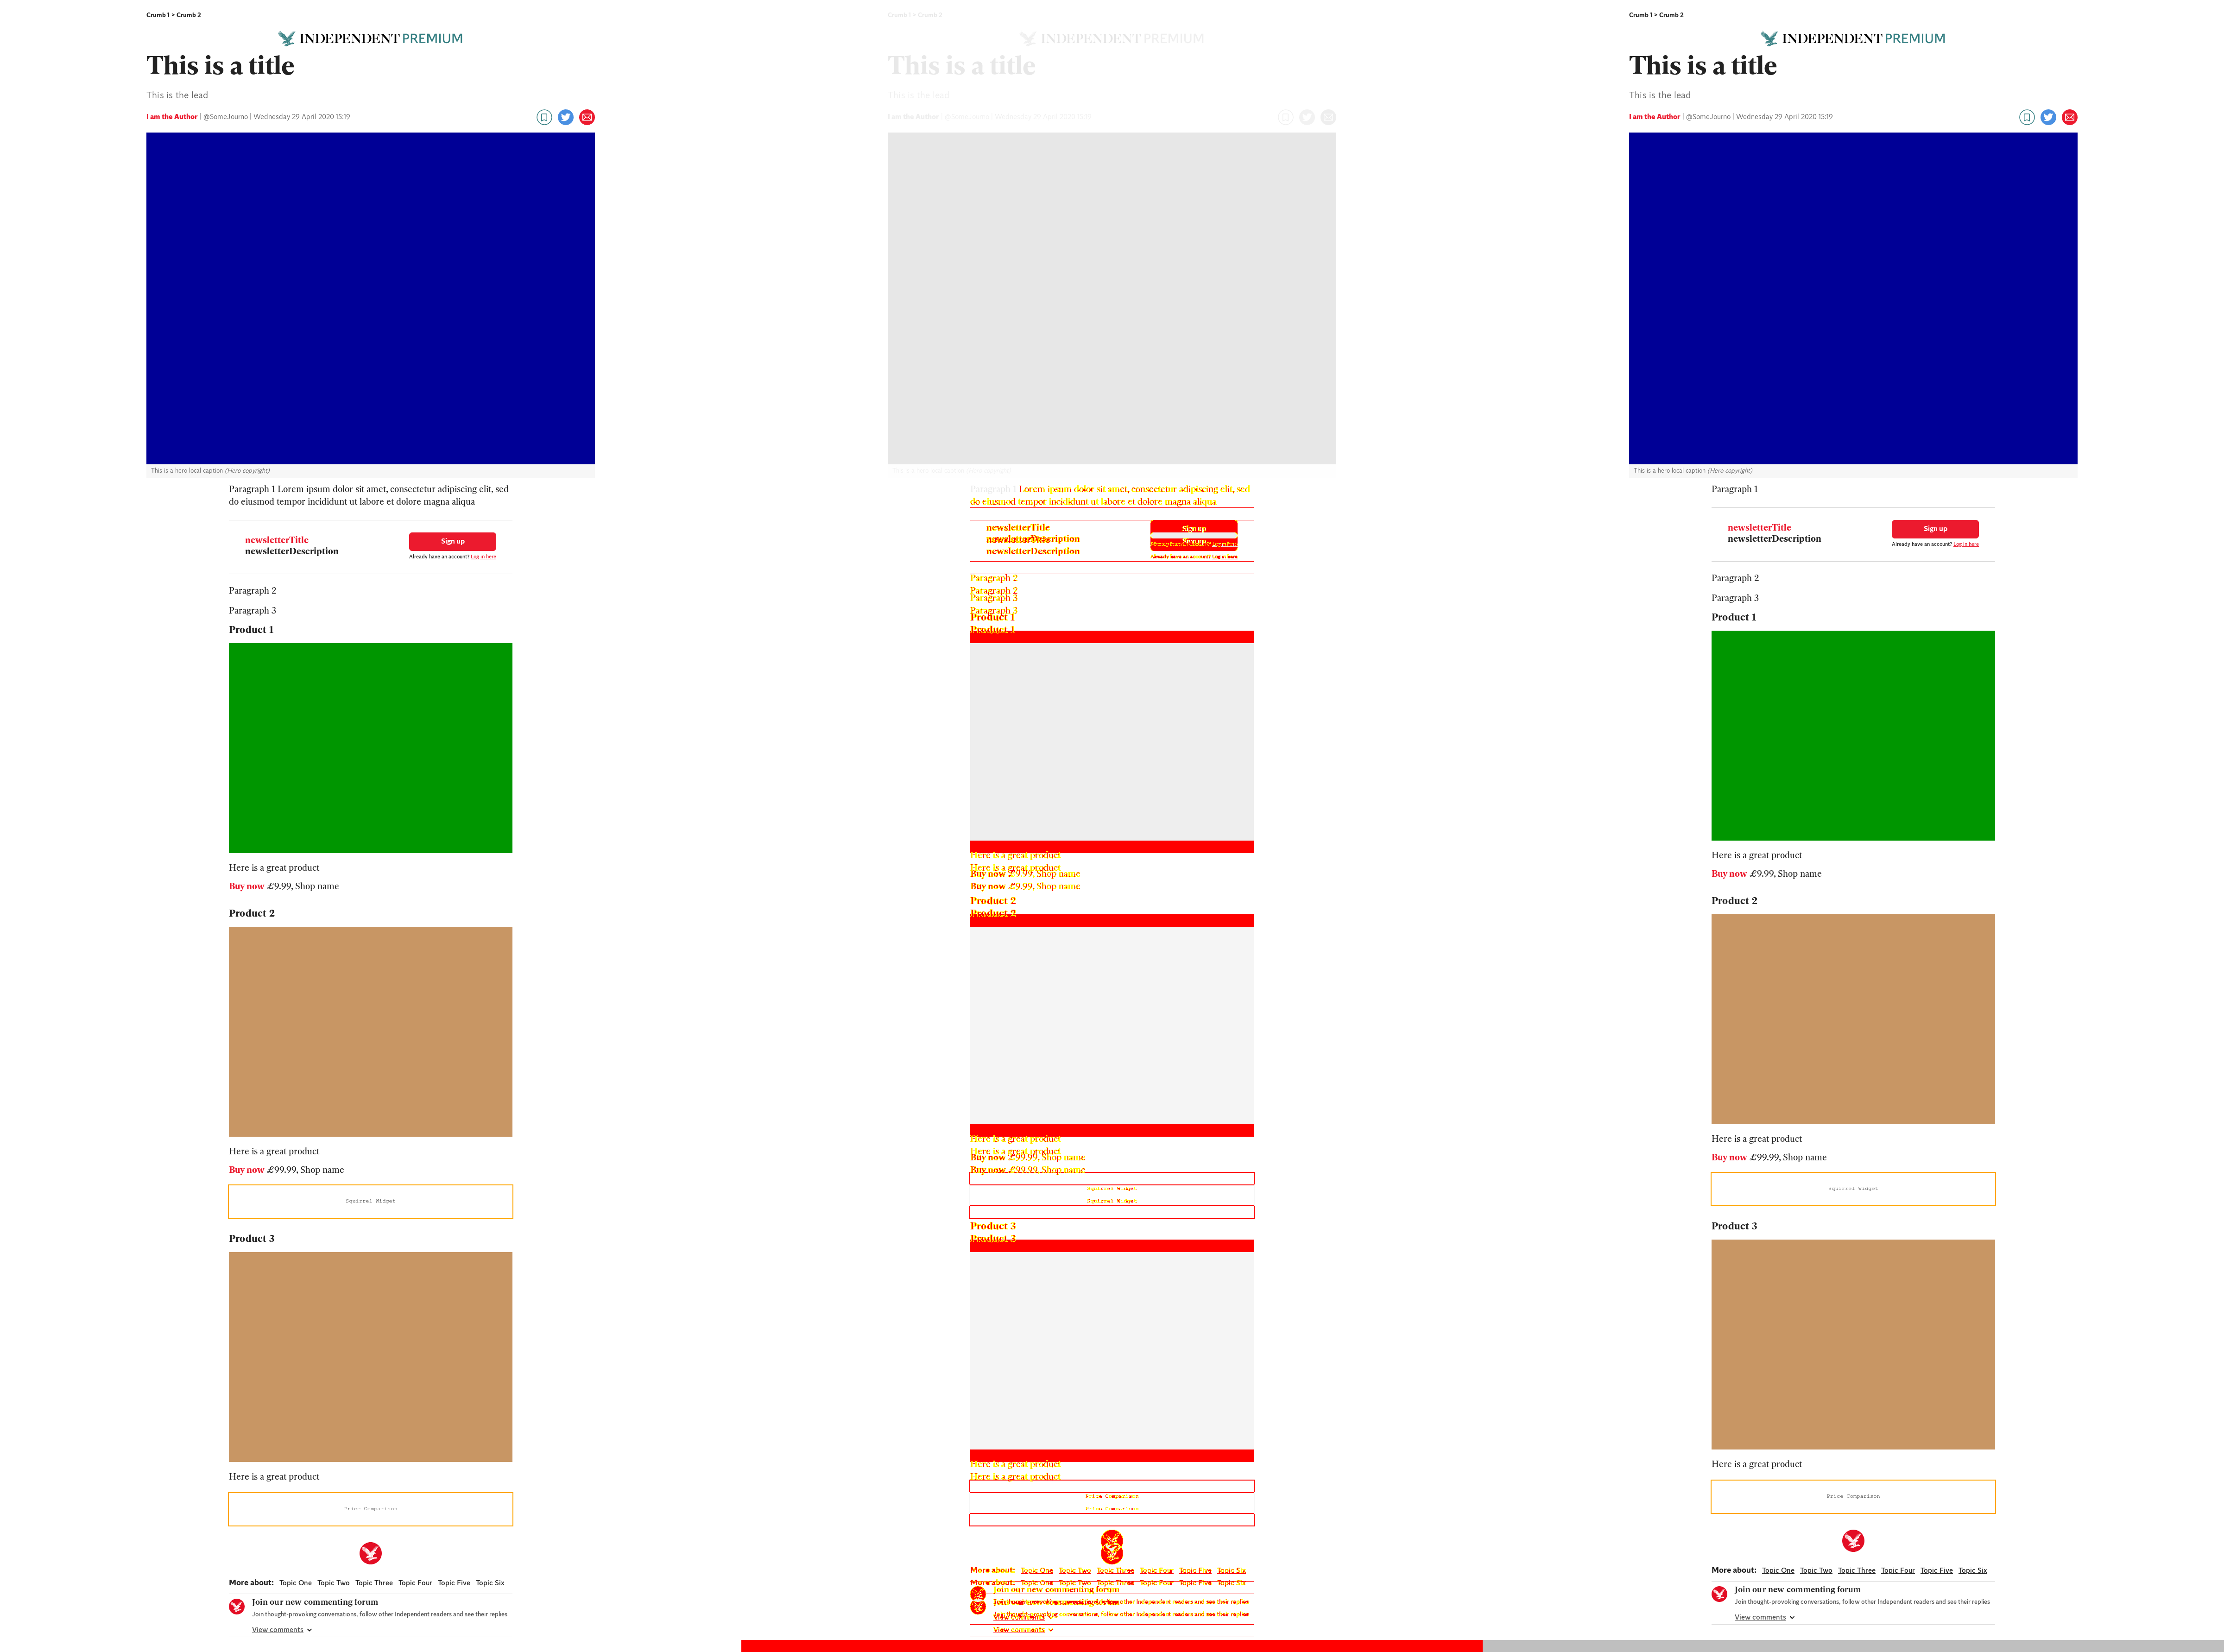 Crumb 1 > Crumb 2
INDEPENDENT PREMIUM
This is a title
This is the lead
I am the Author | @SomeJourno | Wednesday 29 April 2020 15:19
This is a hero local caption (Hero copyright)
Paragraph 1 Lorem ipsum dolor sit amet, consectetur adipiscing elit, sed
do eiusmod tempor incididunt ut labore et dolore magna aliqua
newsletterTitle
newsletterDescription
Sign up
Already have an account? Log in here
Paragraph 2
Paragraph 3
Product 1
Here is a great product
Buy now £9.99, Shop name
Product 2
Here is a great product
Buy now £99.99, Shop name
Squirrel Widget
Product 3
Here is a great product
Price Comparison
More about: Topic One Topic Two Topic Three Topic Four Topic Five Topic Six
Join our new commenting forum
Join thought-provoking conversations, follow other Independent readers and see their replies
View comments
Crumb 1 > Crumb 2
INDEPENDENT PREMIUM
This is a title
This is the lead
I am the Author | @SomeJourno | Wednesday 29 April 2020 15:19
Paragraph 1 Lorem ipsum dolor sit amet, consectetur adipiscing elit, sed
do eiusmod tempor incididunt ut labore et dolore magna aliqua
newsletterTitle
newsletterDescription
newsletterDescription
Sign up
Sign up
Already have an account? Log in here
Paragraph 2
Paragraph 2
Paragraph 3
Paragraph 3
Product 1
Product 1
Here is a great product
Here is a great product
Buy now £9.99, Shop name
Buy now £9.99, Shop name
Product 2
Product 2
Here is a great product
Here is a great product
Buy now £99.99, Shop name
Buy now £99.99, Shop name
Squirrel Widget
Squirrel Widget
Product 3
Product 3
Here is a great product
Here is a great product
Price Comparison
Price Comparison
More about: Topic One Topic Two Topic Three Topic Four Topic Five Topic Six
More about: Topic One Topic Two Topic Three Topic Four Topic Five Topic Six
Join our new commenting forum
Join our new commenting forum
Join thought-provoking conversations, follow other Independent readers and see their replies
View comments
View comments
Crumb 1 > Crumb 2
INDEPENDENT PREMIUM
This is a title
This is the lead
I am the Author | @SomeJourno | Wednesday 29 April 2020 15:19
This is a hero local caption (Hero copyright)
Paragraph 1
newsletterTitle
newsletterDescription
Sign up
Already have an account? Log in here
Paragraph 2
Paragraph 3
Product 1
Here is a great product
Buy now £9.99, Shop name
Product 2
Here is a great product
Buy now £99.99, Shop name
Squirrel Widget
Product 3
Here is a great product
Price Comparison
More about: Topic One Topic Two Topic Three Topic Four Topic Five Topic Six
Join our new commenting forum
Join thought-provoking conversations, follow other Independent readers and see their replies
View comments